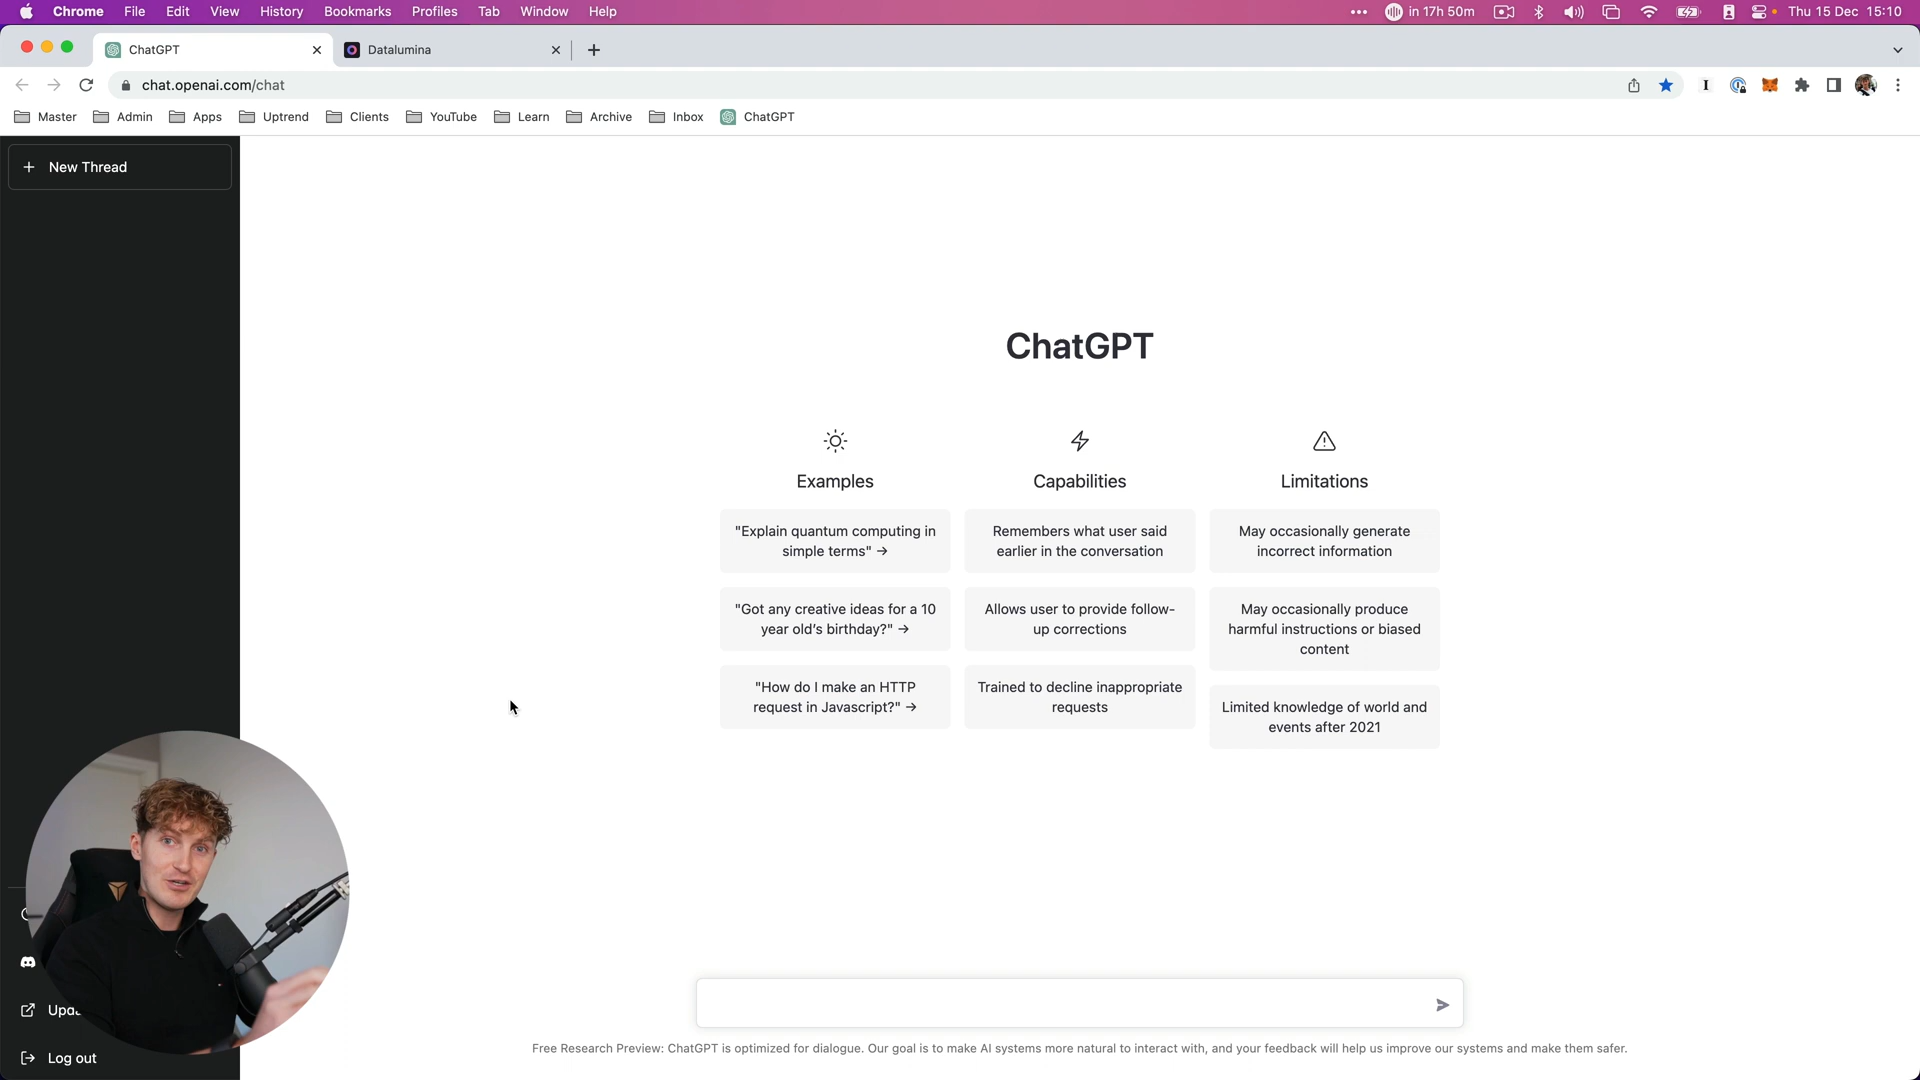 Chrome File Edit View History Bookmarks Profiles Tab Window Help
in 17h 50m Thu 15 Dec 15:10
ChatGPT
Datalumina
chat.openai.com/chat
Master Admin Apps Uptrend Clients YouTube Learn Archive Inbox ChatGPT
+ New Thread
ChatGPT
Examples
"Explain quantum computing in
simple terms" →
"Got any creative ideas for a 10
year old's birthday?" →
"How do I make an HTTP
request in Javascript?" →
Capabilities
Remembers what user said
earlier in the conversation
Allows user to provide follow-
up corrections
Trained to decline inappropriate
requests
Limitations
May occasionally generate
incorrect information
May occasionally produce
harmful instructions or biased
content
Limited knowledge of world and
events after 2021
Log out
Free Research Preview: ChatGPT is optimized for dialogue. Our goal is to make AI systems more natural to interact with, and your feedback will help us improve our systems and make them safer.